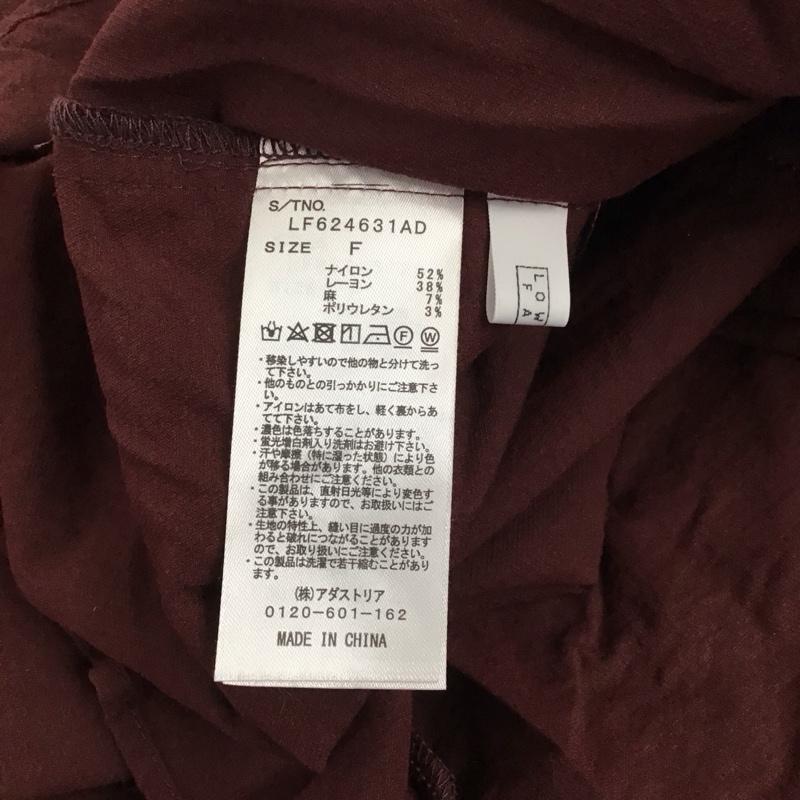 S/TNO.
LF624631AD
SIZE F
ナイロン 52%
レーヨン 38%
麻 7%
ポリウレタン 3%
F W
・移染しやすいので他の物と分けて洗っ
て下さい。
・他のものとの引っかかりにご注意下さ
い。
・アイロンはあて布をし、軽く裏からあ
てて下さい。
・濃色は色落ちすることがあります。
・蛍光増白剤入り洗剤はお避け下さい。
・汗や摩擦（特に湿った状態）により色
が移る場合があります。他の衣類との
組み合わせにご注意ください。
・この製品は、直射日光等により変色す
る事がありますので、お取扱いにはご
注意下さい。
・生地の特性上、縫い目に過度の力が加
わると破れにつながることがあります
ので、お取り扱いにご注意ください。
・この製品は洗濯で若干縮むことがあり
ます。
(株)アダストリア
0120-601-162
MADE IN CHINA
LOW
F A